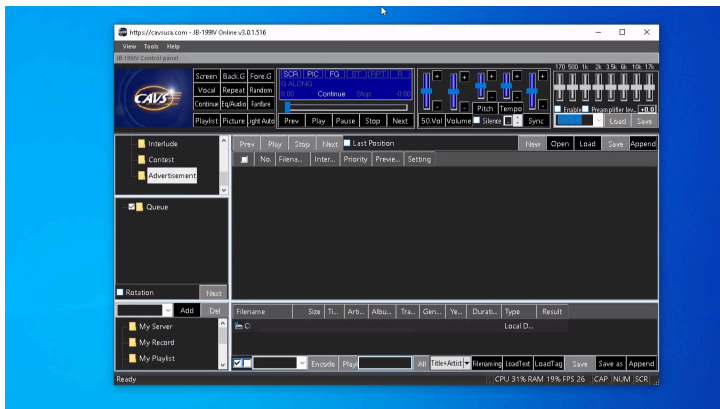 https://cavsusa.com - JB-199IV Online v3.0.1.516
View Tools Help
JB-199IV Control panel
CAVS
Screen Back.G Fore.G
Vocal Repeat Random
Continue Eq/Audio Fanfare
Playlist Picture ight Auto
SCR PIC FG ST RPT R
G ALONG
0:00 Continue Stop -0:00
Prev Play Pause Stop Next
+ + + +
- - - -
Pitch Tempo
50.Vol Volume Silence Sync
170 500 1k 2k 3.5k 6k 10k 17k
Enable Preamplifier lev... +0.0
Load Save
Interlude
Contest
Advertisement
Prev Play Stop Next Last Position New Open Load Save Append
No. Filena... Inter... Priority Previe... Setting
Queue
Rotation Next
Add Del
My Server
My Record
My Playlist
Filename Size Ti... Arti... Albu... Tra... Gen... Ye... Durati... Type Result
C: Local D...
Encode Play All Title+Artist Filenaming LoadText LoadTag Save Save as Append
Ready CPU 31% RAM 19% FPS 26 CAP NUM SCR